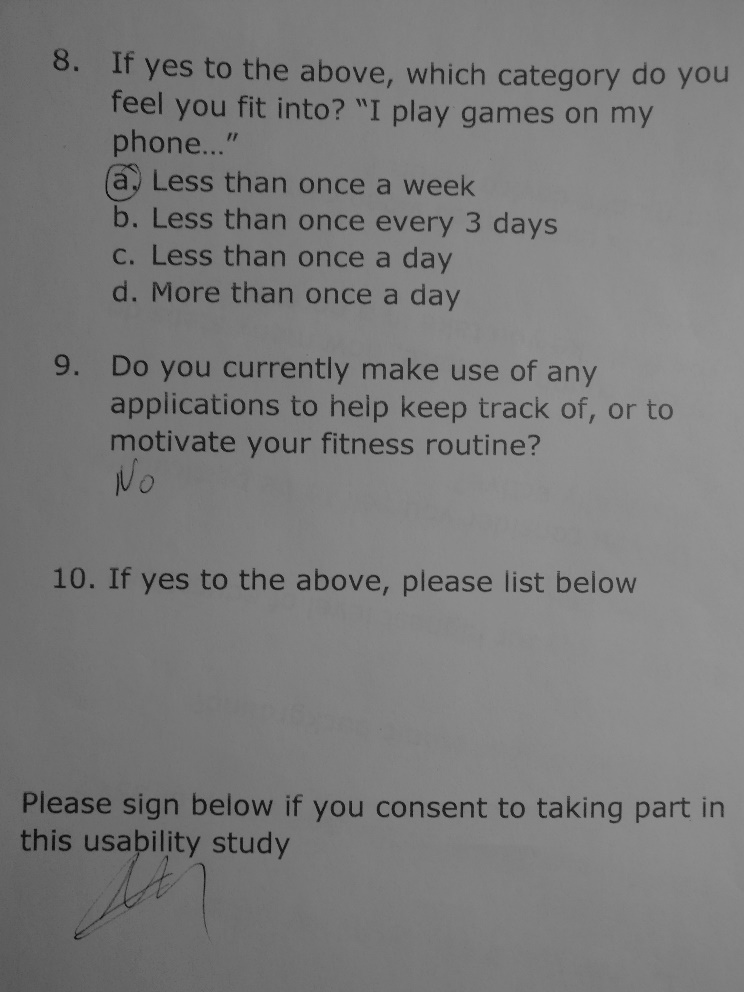 8. If yes to the above, which category do you
feel you fit into? “I play games on my
phone...”
a. Less than once a week
b. Less than once every 3 days
c. Less than once a day
d. More than once a day
9. Do you currently make use of any
applications to help keep track of, or to
motivate your fitness routine?
No
10. If yes to the above, please list below
Please sign below if you consent to taking part in
this usability study